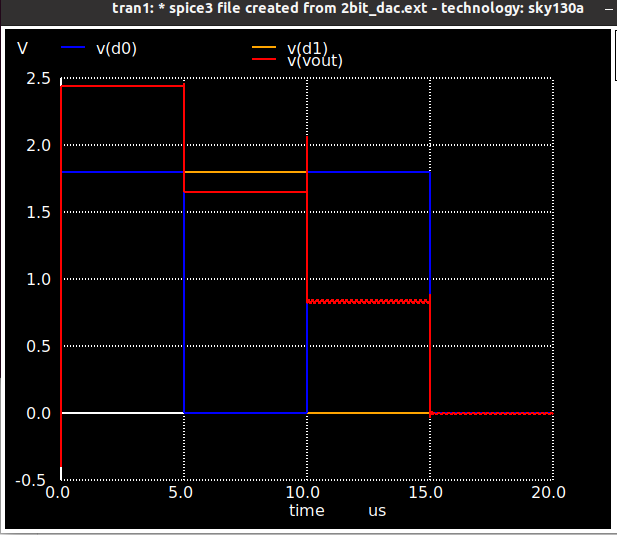 tran1: * spice3 file created from 2bit_dac.ext - technology: sky130a
V
v(d0)
v(d1)
v(vout)
2.5
2.0
1.5
1.0
0.5
0.0
-0.5
0.0 5.0 10.0 15.0 20.0
time us